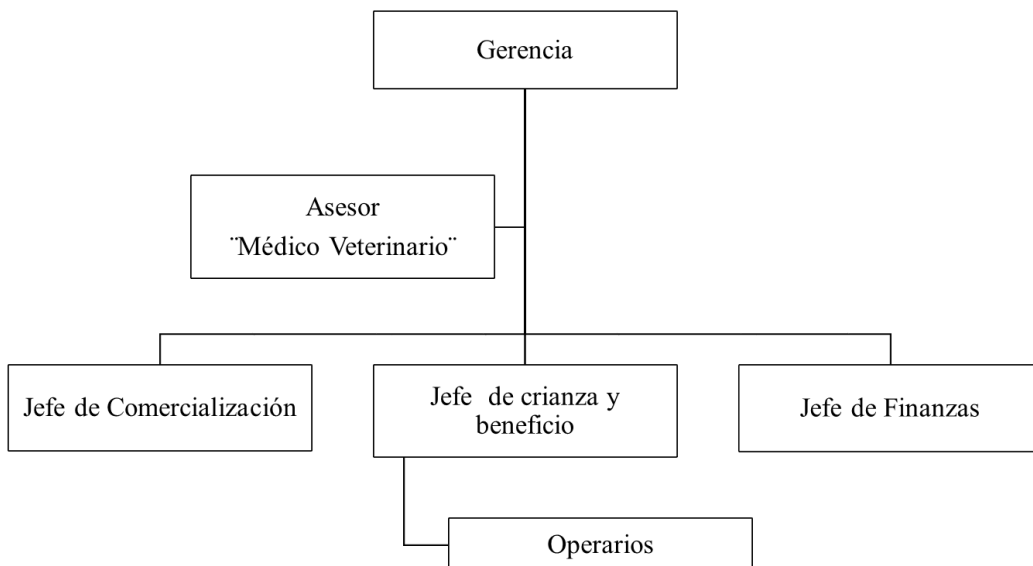 Gerencia
Asesor
¨Médico Veterinario¨
Jefe de Comercialización
Jefe de crianza y
beneficio
Jefe de Finanzas
Operarios